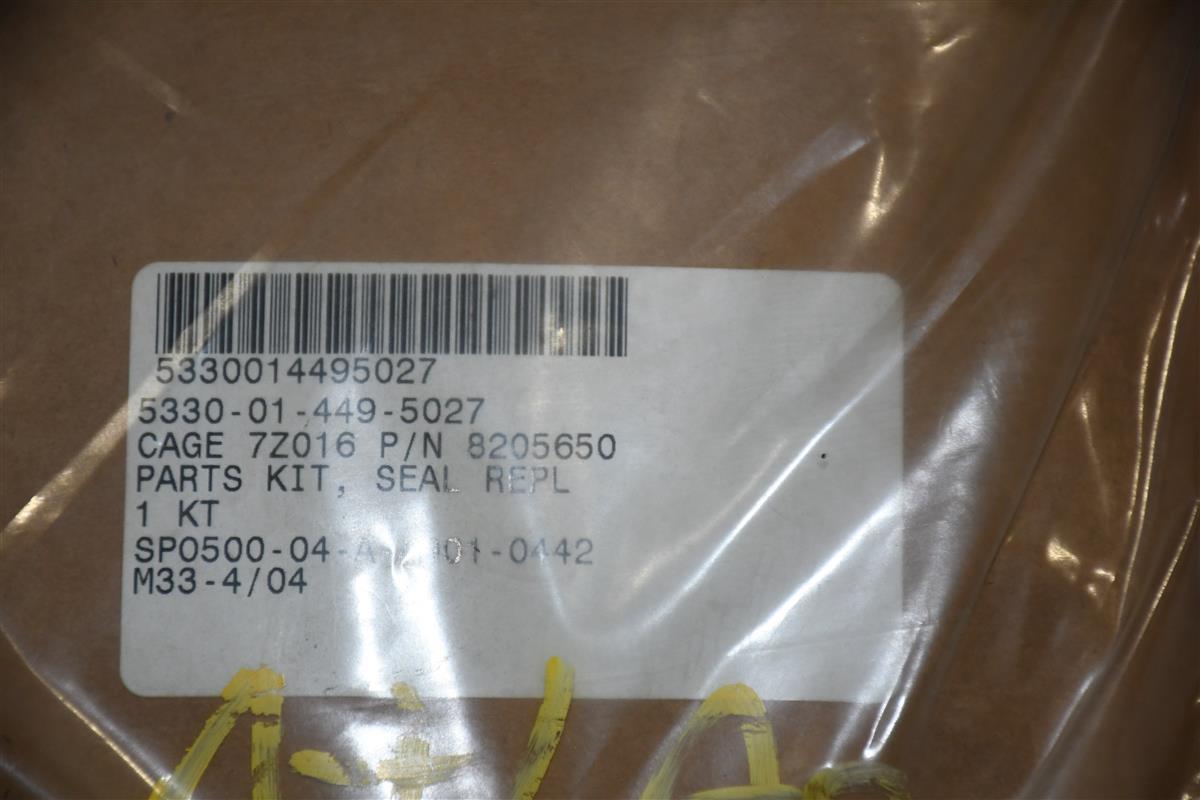 5330014495027
5330-01-449-5027
CAGE 7Z016 P/N 8205650
PARTS KIT, SEAL REPL
1 KT
M33-4/04